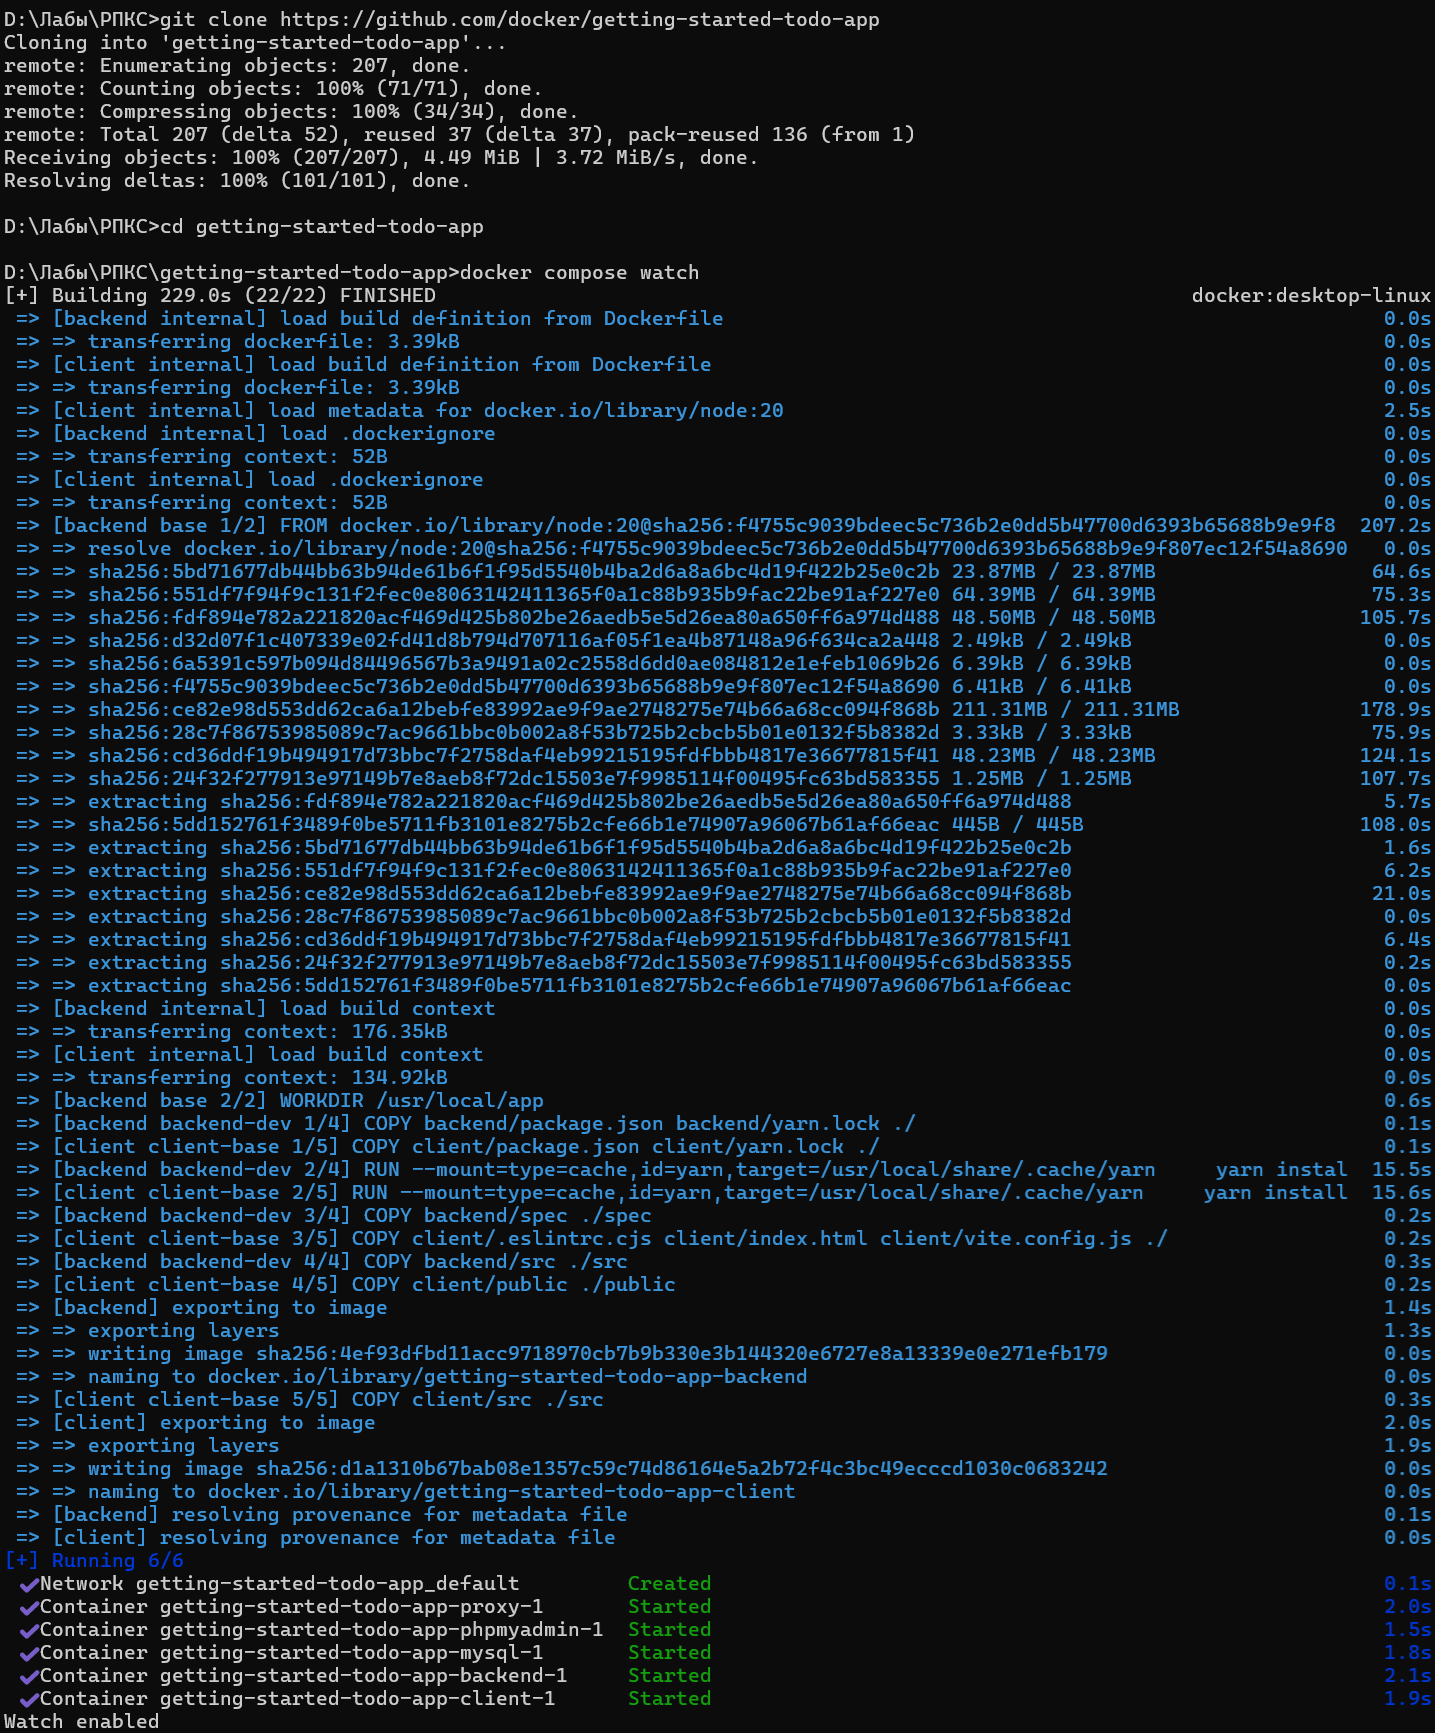 D:\Лабы\РПКС>git clone https://github.com/docker/getting-started-todo-app
Cloning into 'getting-started-todo-app'...
remote: Enumerating objects: 207, done.
remote: Counting objects: 100% (71/71), done.
remote: Compressing objects: 100% (34/34), done.
remote: Total 207 (delta 52), reused 37 (delta 37), pack-reused 136 (from 1)
Receiving objects: 100% (207/207), 4.49 MiB | 3.72 MiB/s, done.
Resolving deltas: 100% (101/101), done.
D:\Лабы\РПКС>cd getting-started-todo-app
D:\Лабы\РПКС\getting-started-todo-app>docker compose watch
[+] Building 229.0s (22/22) FINISHED docker:desktop-linux
=> [backend internal] load build definition from Dockerfile 0.0s
=> => transferring dockerfile: 3.39kB 0.0s
=> [client internal] load build definition from Dockerfile 0.0s
=> => transferring dockerfile: 3.39kB 0.0s
=> [client internal] load metadata for docker.io/library/node:20 2.5s
=> [backend internal] load .dockerignore 0.0s
=> => transferring context: 52B 0.0s
=> [client internal] load .dockerignore 0.0s
=> => transferring context: 52B 0.0s
=> [backend base 1/2] FROM docker.io/library/node:20@sha256:f4755c9039bdeec5c736b2e0dd5b47700d6393b65688b9e9f8 207.2s
=> => resolve docker.io/library/node:20@sha256:f4755c9039bdeec5c736b2e0dd5b47700d6393b65688b9e9f807ec12f54a8690 0.0s
=> => sha256:5bd71677db44bb63b94de61b6f1f95d5540b4ba2d6a8a6bc4d19f422b25e0c2b 23.87MB / 23.87MB 64.6s
=> => sha256:551df7f94f9c131f2fec0e8063142411365f0a1c88b935b9fac22be91af227e0 64.39MB / 64.39MB 75.3s
=> => sha256:fdf894e782a221820acf469d425b802be26aedb5e5d26ea80a650ff6a974d488 48.50MB / 48.50MB 105.7s
=> => sha256:d32d07f1c407339e02fd41d8b794d707116af05f1ea4b87148a96f634ca2a448 2.49kB / 2.49kB 0.0s
=> => sha256:6a5391c597b094d84496567b3a9491a02c2558d6dd0ae084812e1efeb1069b26 6.39kB / 6.39kB 0.0s
=> => sha256:f4755c9039bdeec5c736b2e0dd5b47700d6393b65688b9e9f807ec12f54a8690 6.41kB / 6.41kB 0.0s
=> => sha256:ce82e98d553dd62ca6a12bebfe83992ae9f9ae2748275e74b66a68cc094f868b 211.31MB / 211.31MB 178.9s
=> => sha256:28c7f86753985089c7ac9661bbc0b002a8f53b725b2cbcb5b01e0132f5b8382d 3.33kB / 3.33kB 75.9s
=> => sha256:cd36ddf19b494917d73bbc7f2758daf4eb99215195fdfbbb4817e36677815f41 48.23MB / 48.23MB 124.1s
=> => sha256:24f32f277913e97149b7e8aeb8f72dc15503e7f9985114f00495fc63bd583355 1.25MB / 1.25MB 107.7s
=> => extracting sha256:fdf894e782a221820acf469d425b802be26aedb5e5d26ea80a650ff6a974d488 5.7s
=> => sha256:5dd152761f3489f0be5711fb3101e8275b2cfe66b1e74907a96067b61af66eac 445B / 445B 108.0s
=> => extracting sha256:5bd71677db44bb63b94de61b6f1f95d5540b4ba2d6a8a6bc4d19f422b25e0c2b 1.6s
=> => extracting sha256:551df7f94f9c131f2fec0e8063142411365f0a1c88b935b9fac22be91af227e0 6.2s
=> => extracting sha256:ce82e98d553dd62ca6a12bebfe83992ae9f9ae2748275e74b66a68cc094f868b 21.0s
=> => extracting sha256:28c7f86753985089c7ac9661bbc0b002a8f53b725b2cbcb5b01e0132f5b8382d 0.0s
=> => extracting sha256:cd36ddf19b494917d73bbc7f2758daf4eb99215195fdfbbb4817e36677815f41 6.4s
=> => extracting sha256:24f32f277913e97149b7e8aeb8f72dc15503e7f9985114f00495fc63bd583355 0.2s
=> => extracting sha256:5dd152761f3489f0be5711fb3101e8275b2cfe66b1e74907a96067b61af66eac 0.0s
=> [backend internal] load build context 0.0s
=> => transferring context: 176.35kB 0.0s
=> [client internal] load build context 0.0s
=> => transferring context: 134.92kB 0.0s
=> [backend base 2/2] WORKDIR /usr/local/app 0.6s
=> [backend backend-dev 1/4] COPY backend/package.json backend/yarn.lock ./ 0.1s
=> [client client-base 1/5] COPY client/package.json client/yarn.lock ./ 0.1s
=> [backend backend-dev 2/4] RUN --mount=type=cache,id=yarn,target=/usr/local/share/.cache/yarn yarn instal 15.5s
=> [client client-base 2/5] RUN --mount=type=cache,id=yarn,target=/usr/local/share/.cache/yarn yarn install 15.6s
=> [backend backend-dev 3/4] COPY backend/spec ./spec 0.2s
=> [client client-base 3/5] COPY client/.eslintrc.cjs client/index.html client/vite.config.js ./ 0.2s
=> [backend backend-dev 4/4] COPY backend/src ./src 0.3s
=> [client client-base 4/5] COPY client/public ./public 0.2s
=> [backend] exporting to image 1.4s
=> => exporting layers 1.3s
=> => writing image sha256:4ef93dfbd11acc9718970cb7b9b330e3b144320e6727e8a13339e0e271efb179 0.0s
=> => naming to docker.io/library/getting-started-todo-app-backend 0.0s
=> [client client-base 5/5] COPY client/src ./src 0.3s
=> [client] exporting to image 2.0s
=> => exporting layers 1.9s
=> => writing image sha256:d1a1310b67bab08e1357c59c74d86164e5a2b72f4c3bc49ecccd1030c0683242 0.0s
=> => naming to docker.io/library/getting-started-todo-app-client 0.0s
=> [backend] resolving provenance for metadata file 0.1s
=> [client] resolving provenance for metadata file 0.0s
[+] Running 6/6
✔Network getting-started-todo-app_default Created 0.1s
✔Container getting-started-todo-app-proxy-1 Started 2.0s
✔Container getting-started-todo-app-phpmyadmin-1 Started 1.5s
✔Container getting-started-todo-app-mysql-1 Started 1.8s
✔Container getting-started-todo-app-backend-1 Started 2.1s
✔Container getting-started-todo-app-client-1 Started 1.9s
Watch enabled